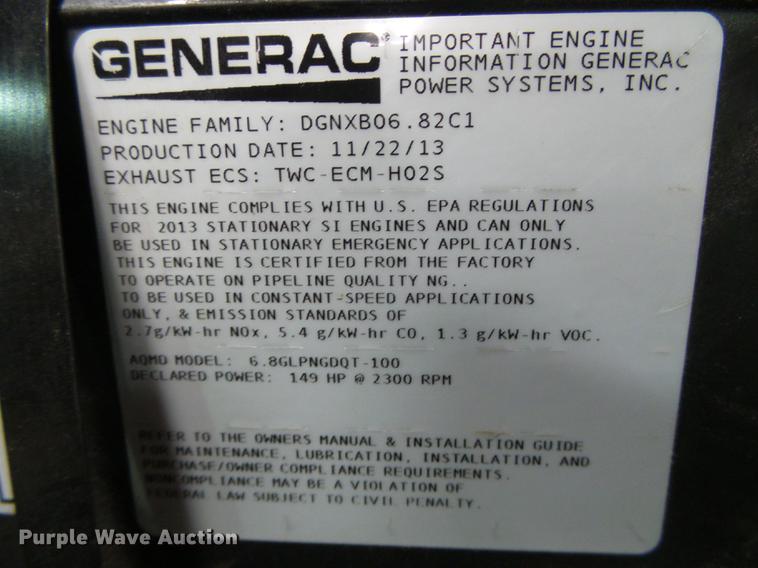 GENERAC®
IMPORTANT ENGINE
INFORMATION GENERAC
POWER SYSTEMS, INC.
ENGINE FAMILY: DGNXB06.82C1
PRODUCTION DATE: 11/22/13
EXHAUST ECS: TWC-ECM-HO2S
THIS ENGINE COMPLIES WITH U.S. EPA REGULATIONS
FOR 2013 STATIONARY SI ENGINES AND CAN ONLY
BE USED IN STATIONARY EMERGENCY APPLICATIONS.
THIS ENGINE IS CERTIFIED FROM THE FACTORY
TO OPERATE ON PIPELINE QUALITY NG..
TO BE USED IN CONSTANT-SPEED APPLICATIONS
ONLY, & EMISSION STANDARDS OF
2.7g/kW-hr NOx, 5.4 g/kW-hr CO, 1.3 g/kW-hr VOC.
AQMD MODEL: 6.8GLPNGDQT-100
DECLARED POWER: 149 HP @ 2300 RPM
REFER TO THE OWNERS MANUAL & INSTALLATION GUIDE
FOR MAINTENANCE, LUBRICATION, INSTALLATION, AND
PURCHASE/OWNER COMPLIANCE REQUIREMENTS.
NONCOMPLIANCE MAY BE A VIOLATION OF
FEDERAL LAW SUBJECT TO CIVIL PENALTY.
Purple Wave Auction